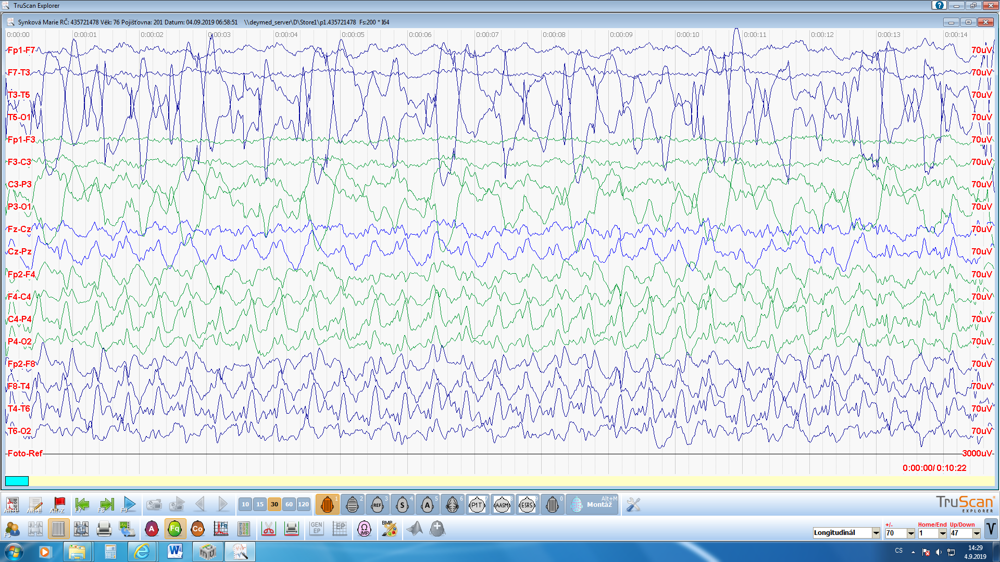 TruScan Explorer
Synková Marie RČ: 435721478 Věk: 76 Pojišťovna: 201 Datum: 04.09.2019 06:58:51 \\deymed_server\D\Store1\p1.435721478 Fs:200 * I64
0:00:00 0:00:01 0:00:02 0:00:03 0:00:04 0:00:05 0:00:06 0:00:07 0:00:08 0:00:09 0:00:10 0:00:11 0:00:12 0:00:13 0:00:14
Fp1-F7 70uV
F7-T3 70uV
T3-T5 70uV
T5-O1 70uV
Fp1-F3 70uV
F3-C3 70uV
C3-P3 70uV
P3-O1 70uV
Fz-Cz 70uV
Cz-Pz 70uV
Fp2-F4 70uV
F4-C4 70uV
C4-P4 70uV
P4-O2 70uV
Fp2-F8 70uV
F8-T4 70uV
T4-T6 70uV
T6-O2 70uV
Foto-Ref 3000uV
0:00:00/ 0:10:22
Alt+E Alt+Z F7 F8 F9 10 15 30 60 120 1 2 REF 3 S 4 A 5 6 P1T 7 AASM ESRS 9 0 Alt+M Montáž
TruScan
EXPLORER
F3 A Fq Co Fq GEN EP EP Ω IMP BMP
Longitudinál
+/- Home/End Up/Down
70 1 47
CS 14:29
4.9.2019